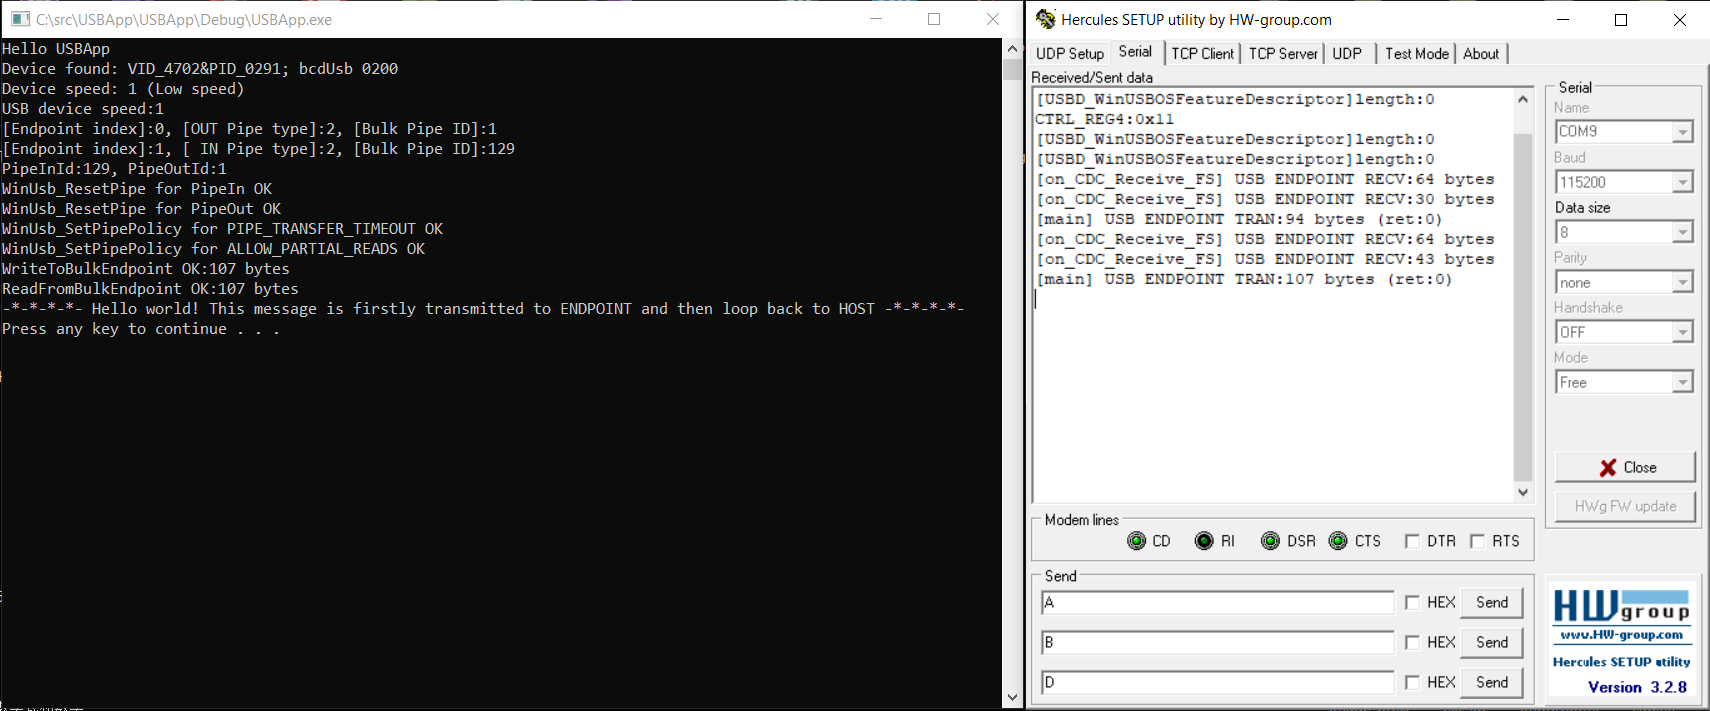 C:\src\USBApp\USBApp\Debug\USBApp.exe
Hello USBApp
Device found: VID_4702&PID_0291; bcdUsb 0200
Device speed: 1 (Low speed)
USB device speed:1
[Endpoint index]:0, [OUT Pipe type]:2, [Bulk Pipe ID]:1
[Endpoint index]:1, [ IN Pipe type]:2, [Bulk Pipe ID]:129
PipeInId:129, PipeOutId:1
WinUsb_ResetPipe for PipeIn OK
WinUsb_ResetPipe for PipeOut OK
WinUsb_SetPipePolicy for PIPE_TRANSFER_TIMEOUT OK
WinUsb_SetPipePolicy for ALLOW_PARTIAL_READS OK
WriteToBulkEndpoint OK:107 bytes
ReadFromBulkEndpoint OK:107 bytes
-*-*-*-*- Hello world! This message is firstly transmitted to ENDPOINT and then loop back to HOST -*-*-*-*-
Press any key to continue . . .
Hercules SETUP utility by HW-group.com
UDP Setup Serial TCP Client TCP Server UDP Test Mode About
Received/Sent data
[USBD_WinUSBOSFeatureDescriptor]length:0
CTRL_REG4:0x11
[USBD_WinUSBOSFeatureDescriptor]length:0
[USBD_WinUSBOSFeatureDescriptor]length:0
[on_CDC_Receive_FS] USB ENDPOINT RECV:64 bytes
[on_CDC_Receive_FS] USB ENDPOINT RECV:30 bytes
[main] USB ENDPOINT TRAN:94 bytes (ret:0)
[on_CDC_Receive_FS] USB ENDPOINT RECV:64 bytes
[on_CDC_Receive_FS] USB ENDPOINT RECV:43 bytes
[main] USB ENDPOINT TRAN:107 bytes (ret:0)
Serial
Name
COM9
Baud
115200
Data size
8
Parity
none
Handshake
OFF
Mode
Free
Close
HWg FW update
Modem lines
CD RI DSR CTS DTR RTS
Send
A HEX Send
B HEX Send
D HEX Send
HWgroup
www.HW-group.com
Hercules SETUP utility
Version 3.2.8